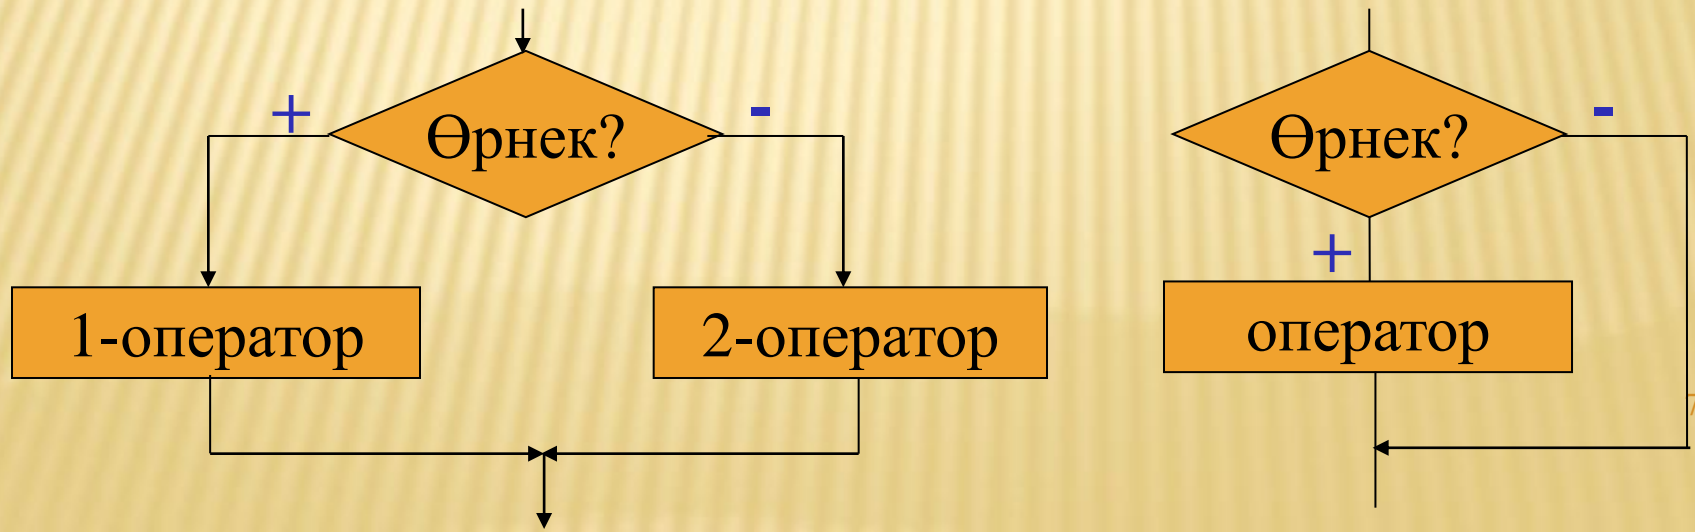 +
Өрнек?
-
1-оператор
2-оператор
Өрнек?
-
+
оператор